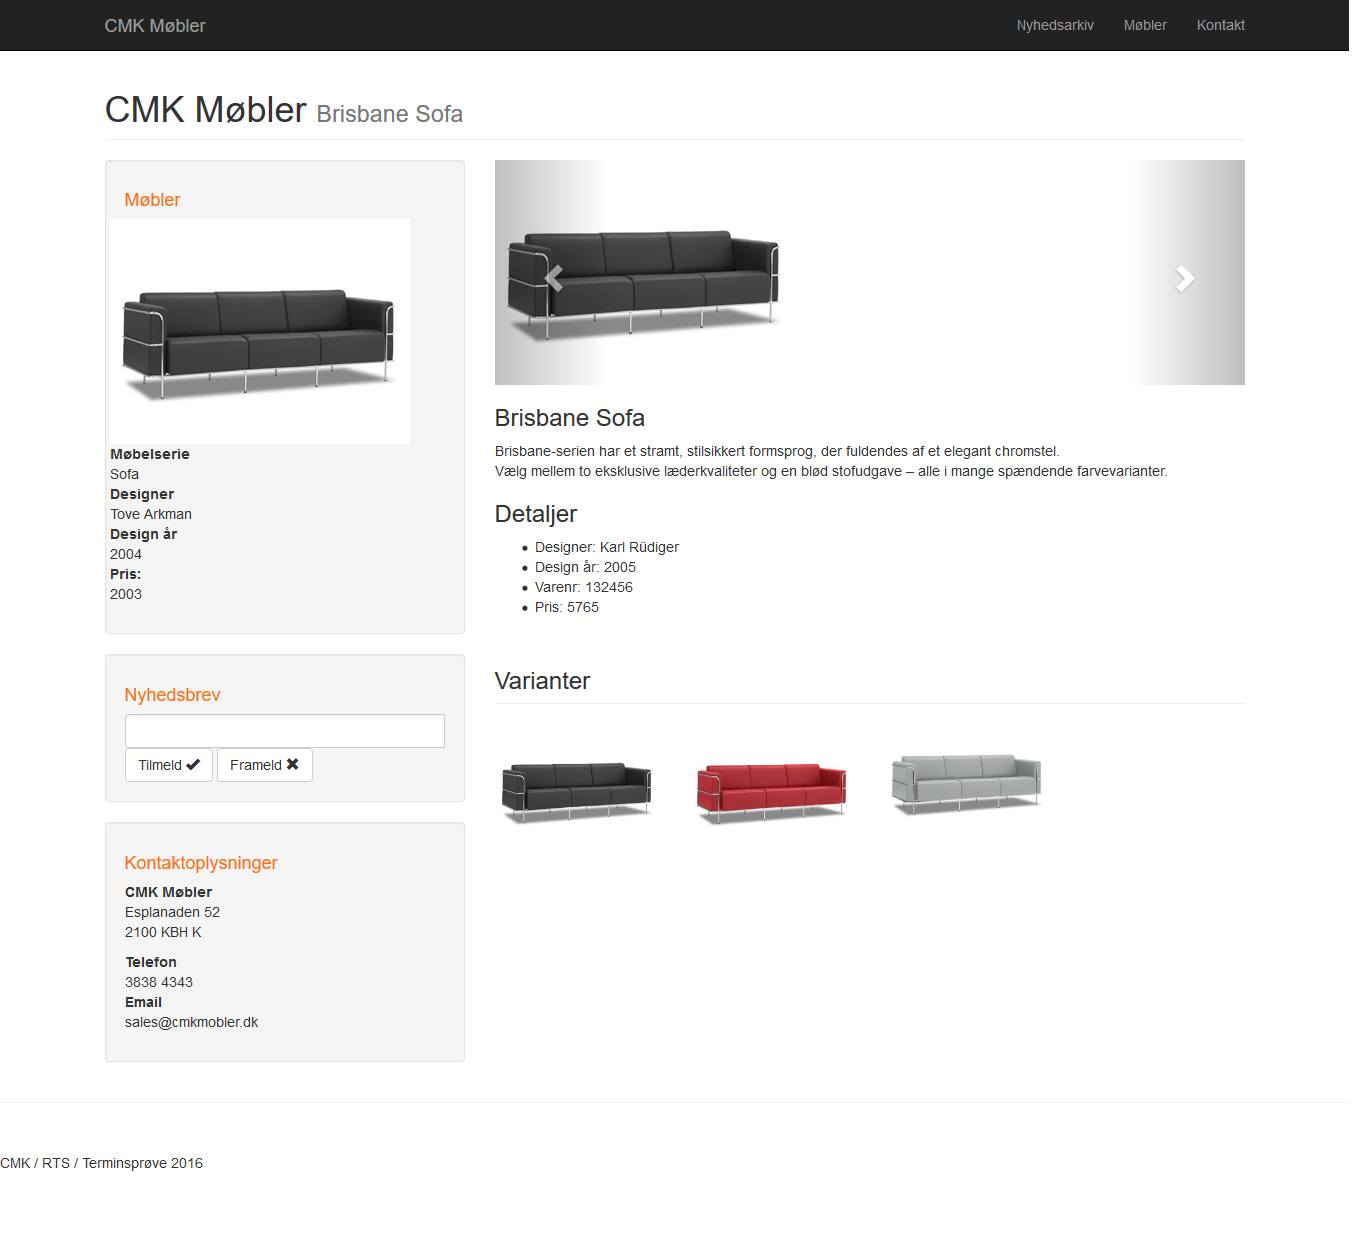 CMK Møbler
Nyhedsarkiv Møbler Kontakt
CMK Møbler Brisbane Sofa
Møbler
Møbelserie
Sofa
Designer
Tove Arkman
Design år
2004
Pris:
2003
Nyhedsbrev
Tilmeld Frameld
Kontaktoplysninger
CMK Møbler
Esplanaden 52
2100 KBH K
Telefon
3838 4343
Email
sales@cmkmobler.dk
Brisbane Sofa
Brisbane-serien har et stramt, stilsikkert formsprog, der fuldendes af et elegant chromstel.
Vælg mellem to eksklusive læderkvaliteter og en blød stofudgave – alle i mange spændende farvevarianter.
Detaljer
• Designer: Karl Rüdiger
• Design år: 2005
• Varenr: 132456
• Pris: 5765
Varianter
CMK / RTS / Terminsprøve 2016